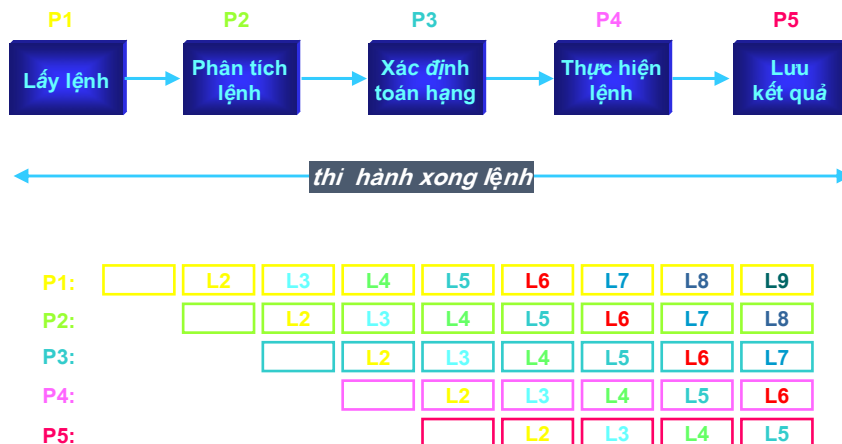 P1 P2 P3 P4 P5
Lấy lệnh
Phân tích
lệnh
Xác định
toán hạng
Thực hiện
lệnh
Lưu
kết quả
thi hành xong lệnh
P1: L2 L3 L4 L5 L6 L7 L8 L9
P2: L2 L3 L4 L5 L6 L7 L8
P3: L2 L3 L4 L5 L6 L7
P4: L2 L3 L4 L5 L6
P5: L2 L3 L4 L5